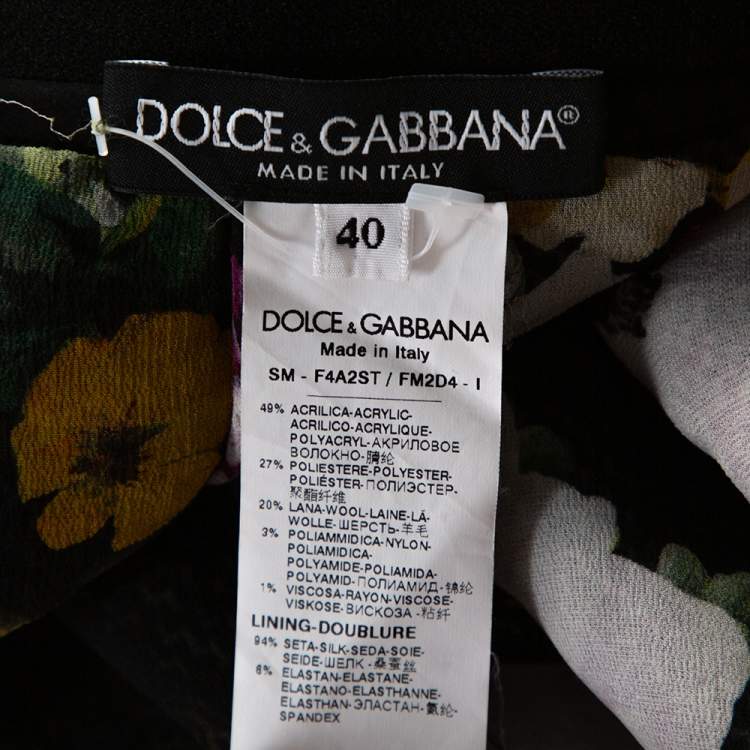 DOLCE & GABBANA®
MADE IN ITALY
40
DOLCE & GABBANA
Made in Italy
SM - F4A2ST / FM2D4 - I
49% ACRILICA-ACRYLIC-
ACRILICO-ACRYLIQUE-
POLYACRYL-АКРИЛОВОЕ
ВОЛОКНО-腈纶
27% POLIESTERE-POLYESTER-
POLIÉSTER-ПОЛИЭСТЕР-
聚酯纤维
20% LANA-WOOL-LAINE-LÃ-
WOLLE-ШЕРСТЬ-羊毛
3% POLIAMMIDICA-NYLON-
POLIAMIDICA-
POLYAMIDE-POLIAMIDA-
POLYAMID-ПОЛИАМИД-锦纶
1% VISCOSA-RAYON-VISCOSE-
VISKOSE-ВИСКОЗА-粘纤
LINING-DOUBLURE
94% SETA-SILK-SEDA-SOIE-
SEIDE-ШЕЛК-桑蚕丝
6% ELASTAN-ELASTANE-
ELASTANO-ELASTHANNE-
ELASTHAN-ЭЛАСТАН-氨纶-
SPANDEX